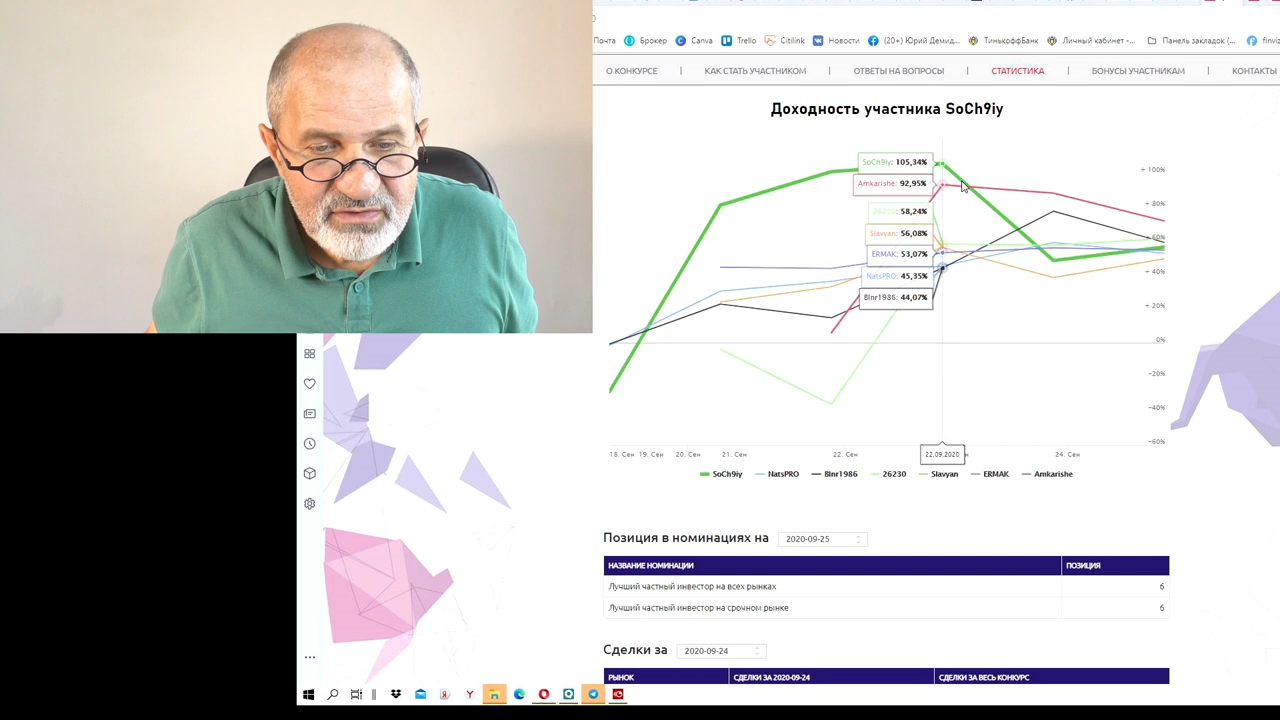 Почта Брокер Canva Trello Citilink Новости (20+) Юрий Демид... ТинькоффБанк Личный кабинет -... Панель закладок (... finviz
О КОНКУРСЕ | КАК СТАТЬ УЧАСТНИКОМ | ОТВЕТЫ НА ВОПРОСЫ | СТАТИСТИКА | БОНУСЫ УЧАСТНИКАМ | КОНТАКТЫ
Доходность участника SoCh9iy
SoCh9iy: 105,34%
Amkarishe: 92,95%
26230: 58,24%
Slavyan: 56,08%
ERMAK: 53,07%
NatsPRO: 45,35%
BInr1986: 44,07%
+ 100%
+ 80%
+ 60%
+ 40%
+ 20%
0%
−20%
−40%
−60%
18. Сен 19. Сен 20. Сен 21. Сен 22. Сен 22.09.2020 24. Сен
SoCh9iy NatsPRO BInr1986 26230 Slavyan ERMAK Amkarishe
Позиция в номинациях на 2020-09-25
НАЗВАНИЕ НОМИНАЦИИ ПОЗИЦИЯ
Лучший частный инвестор на всех рынках 6
Лучший частный инвестор на срочном рынке 6
Сделки за 2020-09-24
РЫНОК СДЕЛКИ ЗА 2020-09-24 СДЕЛКИ ЗА ВЕСЬ КОНКУРС